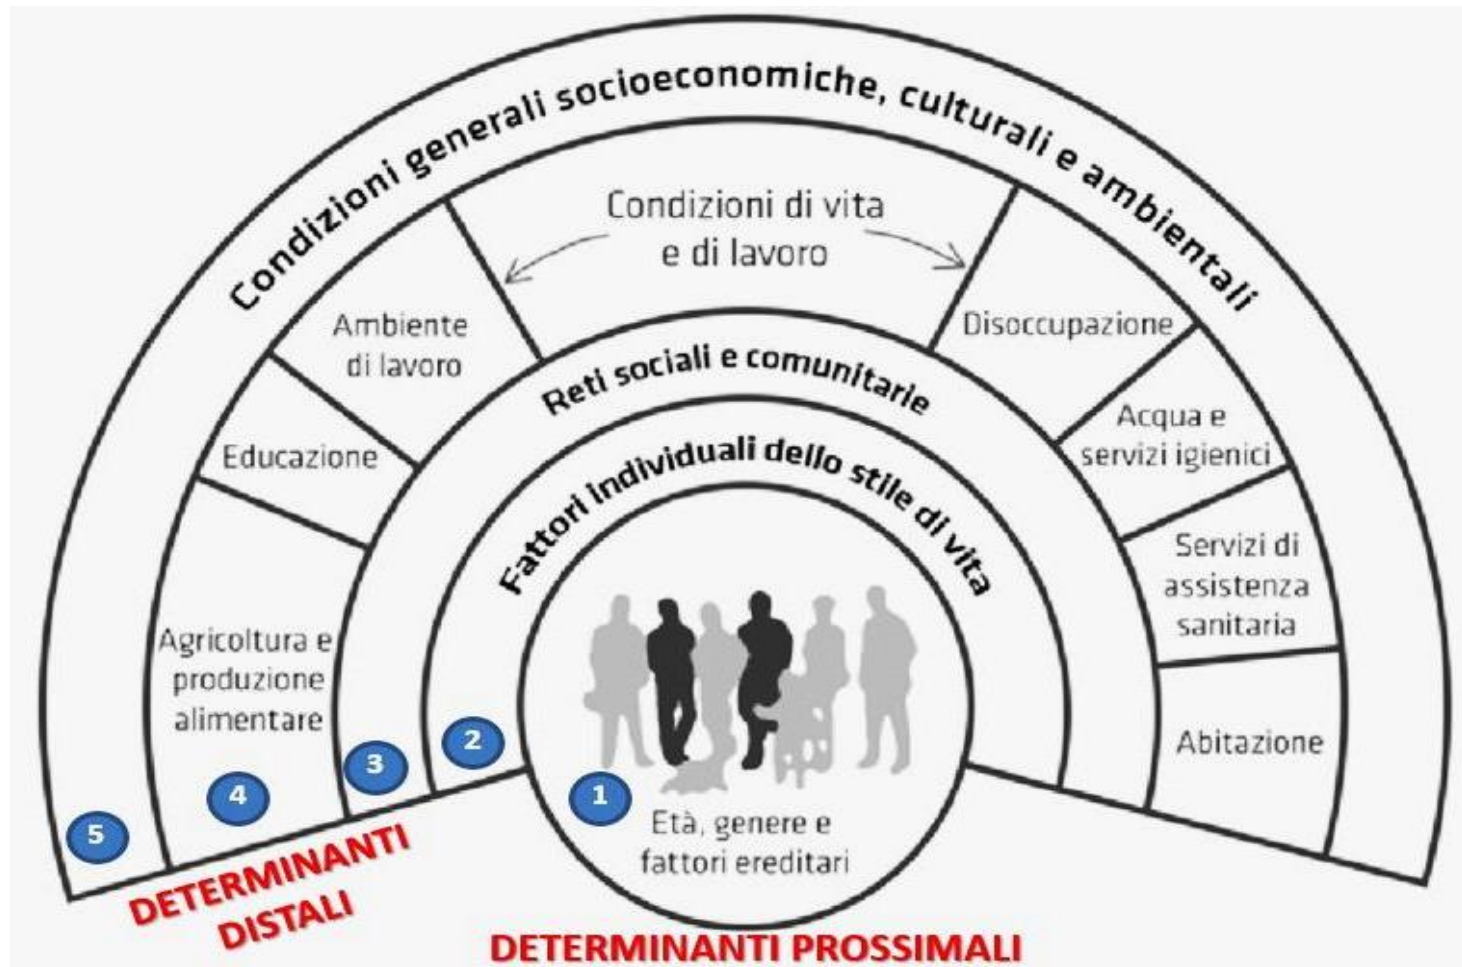 Condizioni generali socioeconomiche, culturali e ambientali
Condizioni di vita
e di lavoro
Ambiente
di lavoro
Disoccupazione
Educazione
Acqua e
servizi igienici
Reti sociali e comunitarie
Fattori individuali dello stile di vita
Agricoltura e
produzione
alimentare
Servizi di
assistenza
sanitaria
Abitazione
5
4
3
2
1
Età, genere e
fattori ereditari
DETERMINANTI
DISTALI
DETERMINANTI PROSSIMALI